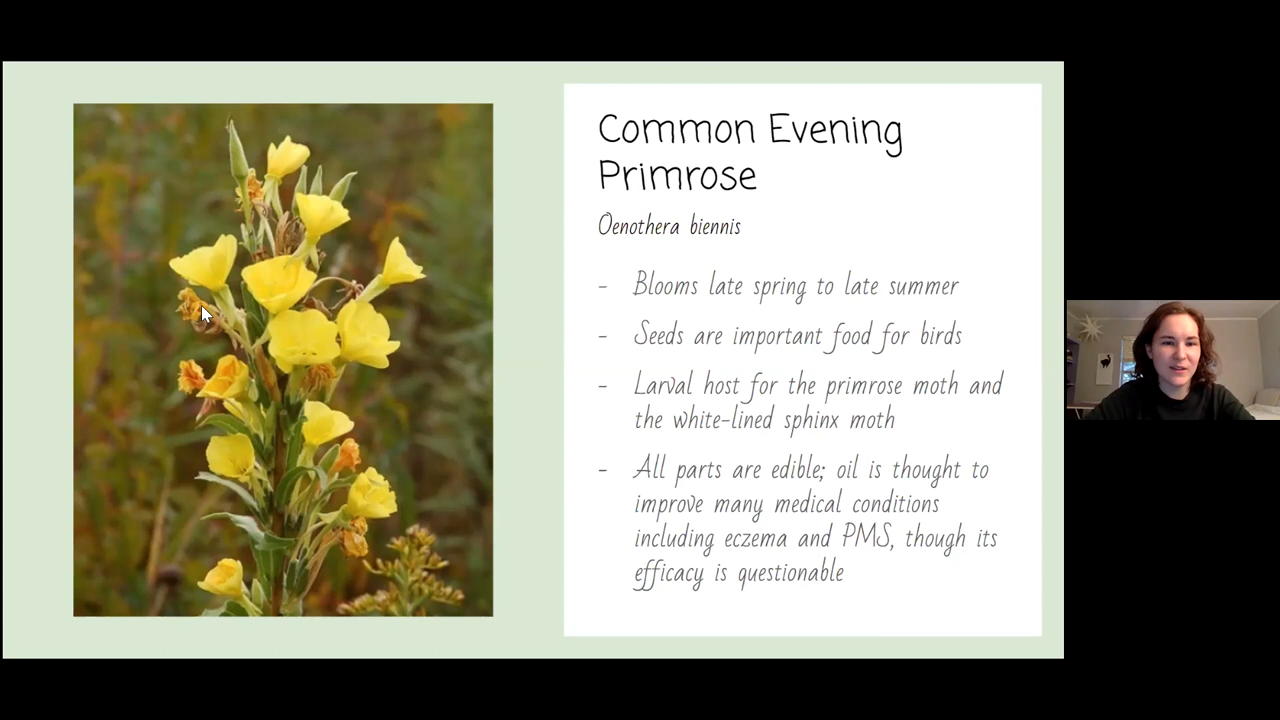 Common Evening
Primrose
Oenothera biennis
- Blooms late spring to late summer
- Seeds are important food for birds
- Larval host for the primrose moth and
the white-lined sphinx moth
- All parts are edible; oil is thought to
improve many medical conditions
including eczema and PMS, though its
efficacy is questionable